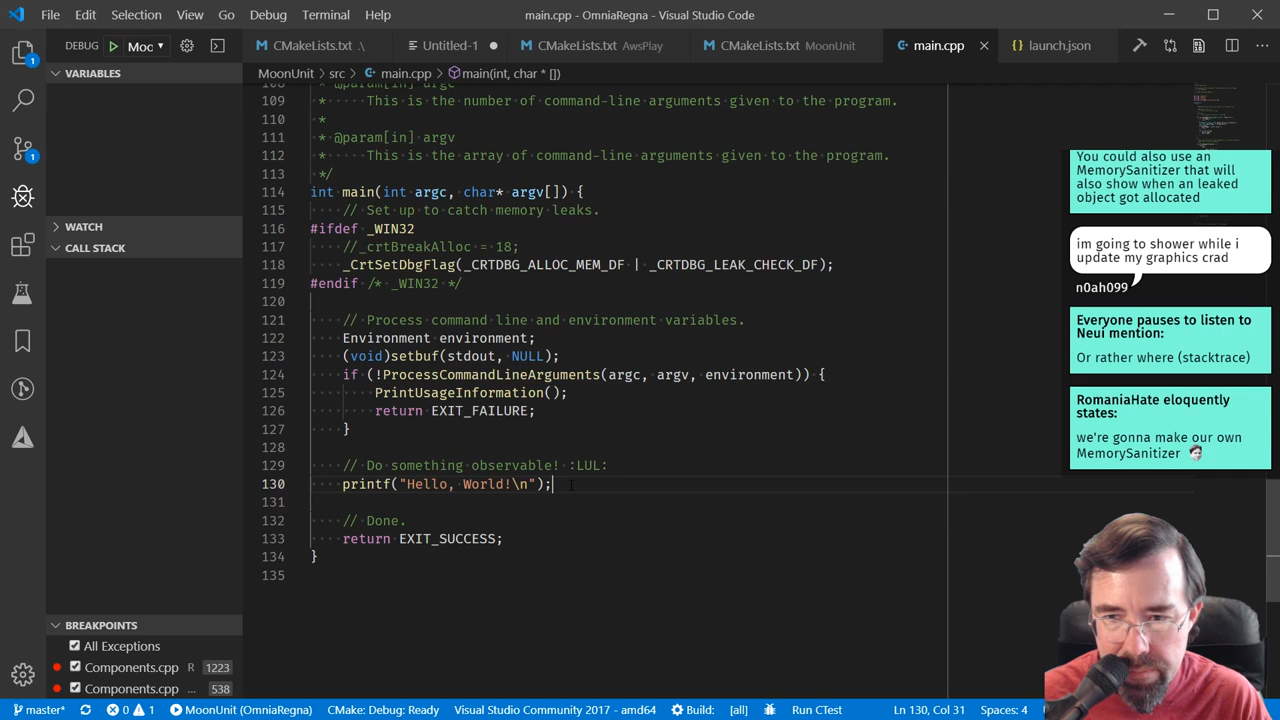 File Edit Selection View Go Debug Terminal Help main.cpp - OmniaRegna - Visual Studio Code
DEBUG Moc CMakeLists.txt .\ Untitled-1 CMakeLists.txt AwsPlay CMakeLists.txt MoonUnit main.cpp launch.json
VARIABLES
MoonUnit › src › main.cpp › main(int, char * [])
109 * This is the number of command-line arguments given to the program.
110 *
111 * @param[in] argv
112 * This is the array of command-line arguments given to the program.
113 */
114 int main(int argc, char* argv[]) {
115 // Set up to catch memory leaks.
116 #ifdef _WIN32
117 //_crtBreakAlloc = 18;
118 _CrtSetDbgFlag(_CRTDBG_ALLOC_MEM_DF | _CRTDBG_LEAK_CHECK_DF);
119 #endif /* _WIN32 */
120
121 // Process command line and environment variables.
122 Environment environment;
123 (void)setbuf(stdout, NULL);
124 if (!ProcessCommandLineArguments(argc, argv, environment)) {
125 PrintUsageInformation();
126 return EXIT_FAILURE;
127 }
128
129 // Do something observable! :LUL:
130 printf("Hello, World!\n");
131
132 // Done.
133 return EXIT_SUCCESS;
134 }
135
WATCH
CALL STACK
BREAKPOINTS
All Exceptions
Components.cpp R 1223
Components.cpp ... 538
1
1
You could also use an
MemorySanitizer that will
also show when an leaked
object got allocated
im going to shower while i
update my graphics crad
n0ah099
Everyone pauses to listen to
Neui mention:
Or rather where (stacktrace)
RomaniaHate eloquently
states:
we're gonna make our own
MemorySanitizer
master* 0 1 MoonUnit (OmniaRegna) CMake: Debug: Ready Visual Studio Community 2017 - amd64 Build: [all] Run CTest Ln 130, Col 31 Spaces: 4